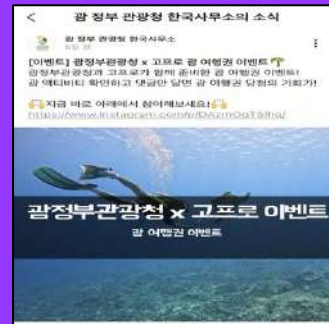 괌 정부 관광청 한국사무소의 소식
괌 정부 관광청 한국사무소
6일 전
[이벤트] 괌정부관광청 x 고프로 괌 여행권 이벤트🌴
괌정부관광청과 고프로가 함께 준비한 괌 여행권 이벤트!
괌 액티비티 확인하고 댓글만 달면 괌 여행권 당첨의 기회가!
🙌지금 바로 아래에서 참여해보세요!🙌
괌정부관광청 x 고프로 이벤트
괌 여행권 이벤트